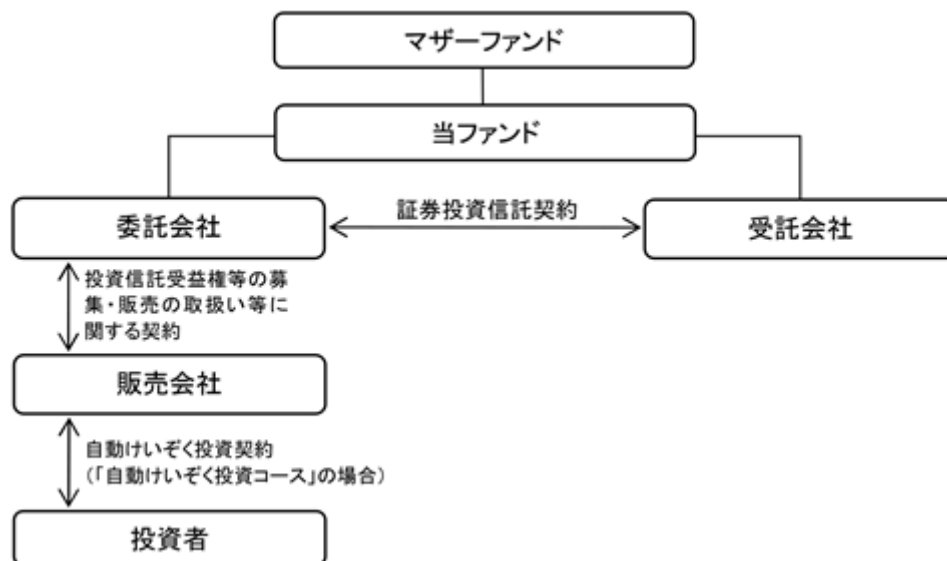 マザーファンド
当ファンド
委託会社
証券投資信託契約
受託会社
投資信託受益権等の募
集・販売の取扱い等に
関する契約
販売会社
自動けいぞく投資契約
(「自動けいぞく投資コース」の場合)
投資者